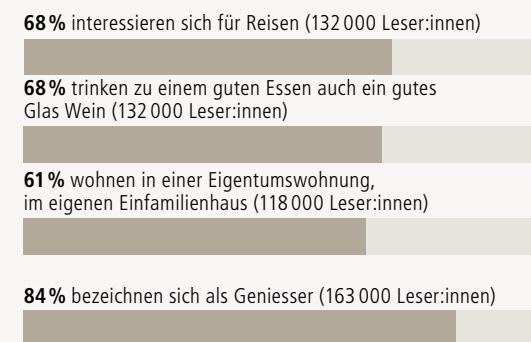 68% interessieren sich für Reisen (132 000 Leser:innen)
68% trinken zu einem guten Essen auch ein gutes
Glas Wein (132 000 Leser:innen)
61% wohnen in einer Eigentumswohnung,
im eigenen Einfamilienhaus (118 000 Leser:innen)
84% bezeichnen sich als Geniesser (163 000 Leser:innen)